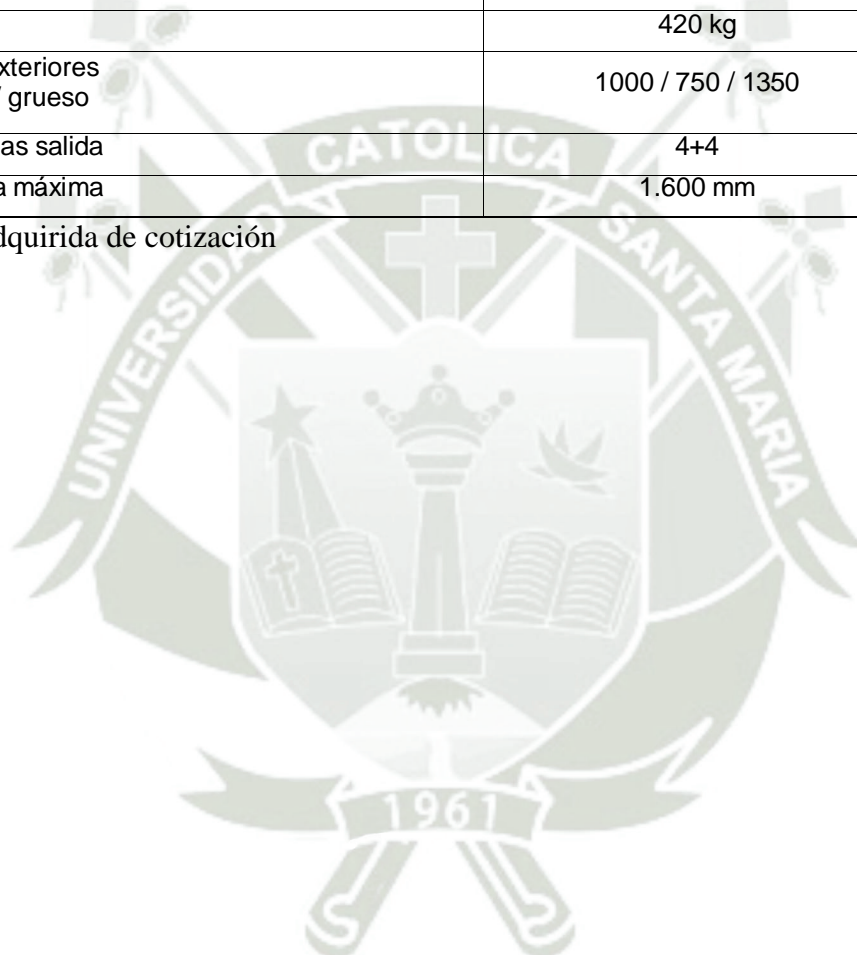 420 kg
xteriores
/ grueso
1000 / 750 / 1350
as salida
4+4
a máxima
1.600 mm
dquirida de cotización
UNIVERSIDAD CATOLICA SANTA MARIA
1961